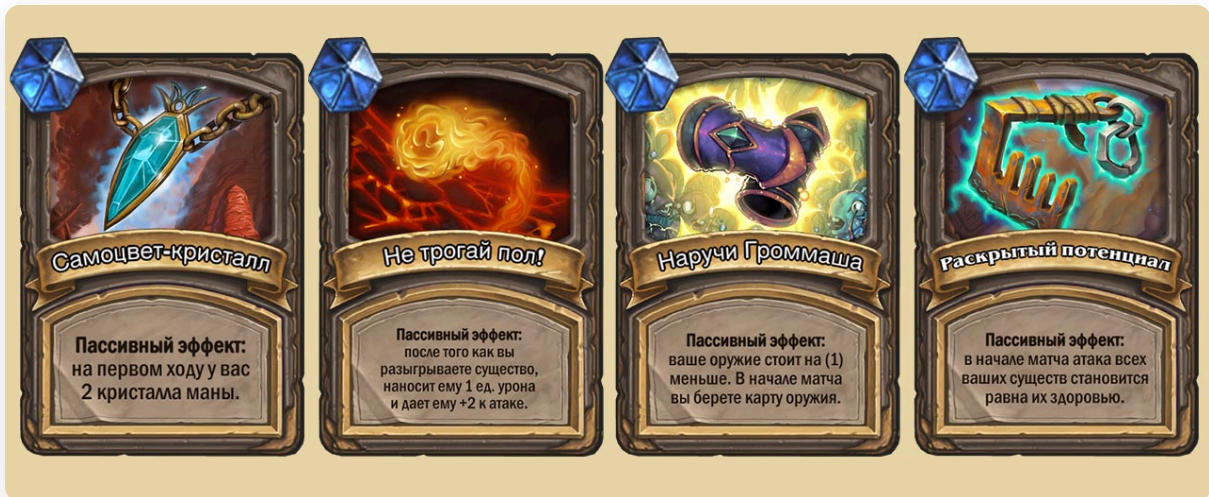 Самоцвет-кристалл
Пассивный эффект:
на первом ходу у вас
2 кристалла маны.
Не трогай пол!
Пассивный эффект:
после того как вы
разыгрываете существо,
наносит ему 1 ед. урона
и дает ему +2 к атаке.
Наручи Громмаша
Пассивный эффект:
ваше оружие стоит на (1)
меньше. В начале матча
вы берете карту оружия.
Раскрытый потенциал
Пассивный эффект:
в начале матча атака всех
ваших существ становится
равна их здоровью.